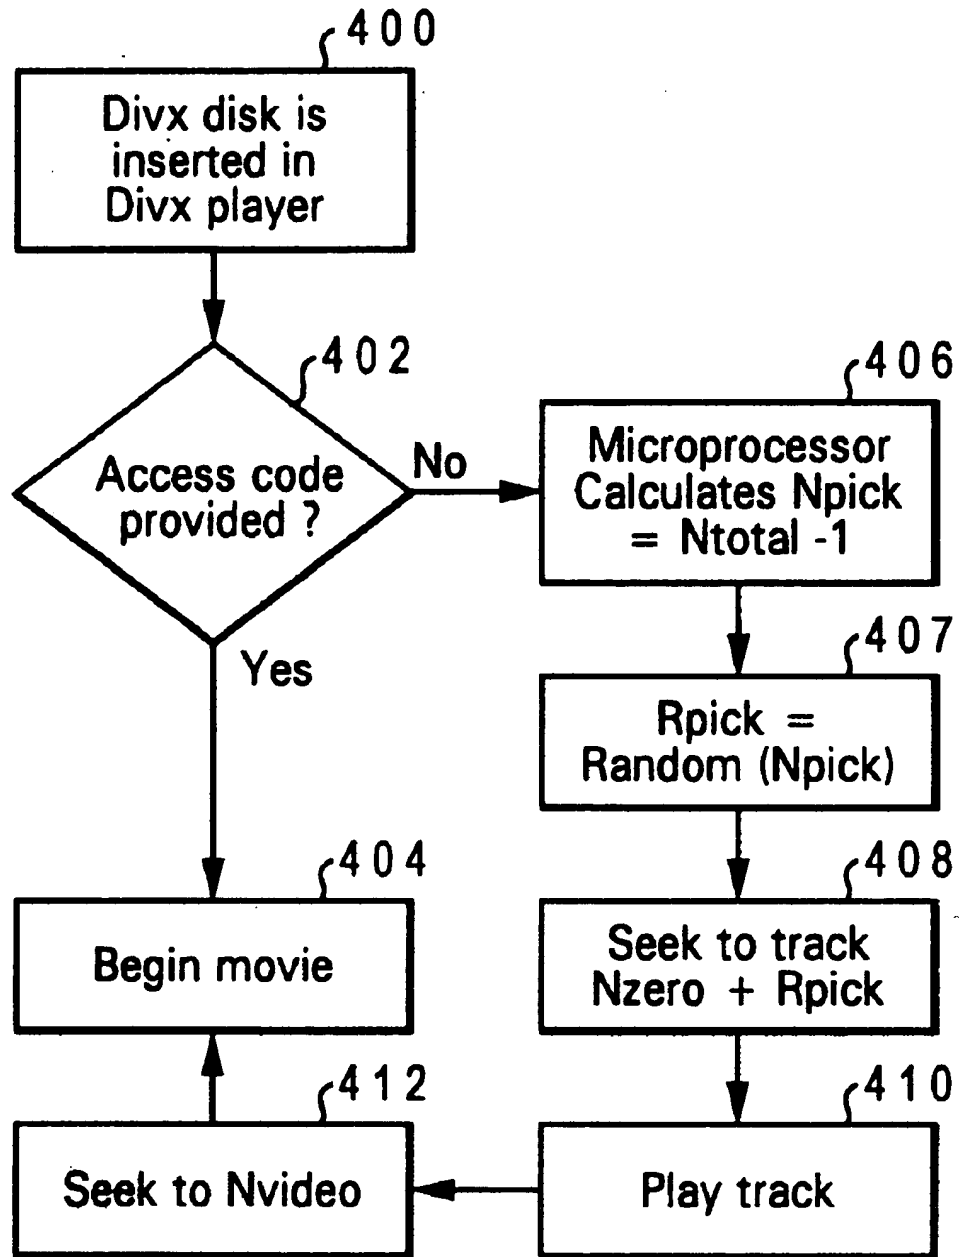 400
Divx disk is
inserted in
Divx player
402
Access code
provided ?
No
Yes
406
Microprocessor
Calculates Npick
= Ntotal -1
407
Rpick =
Random (Npick)
408
Seek to track
Nzero + Rpick
410
Play track
412
Seek to Nvideo
404
Begin movie